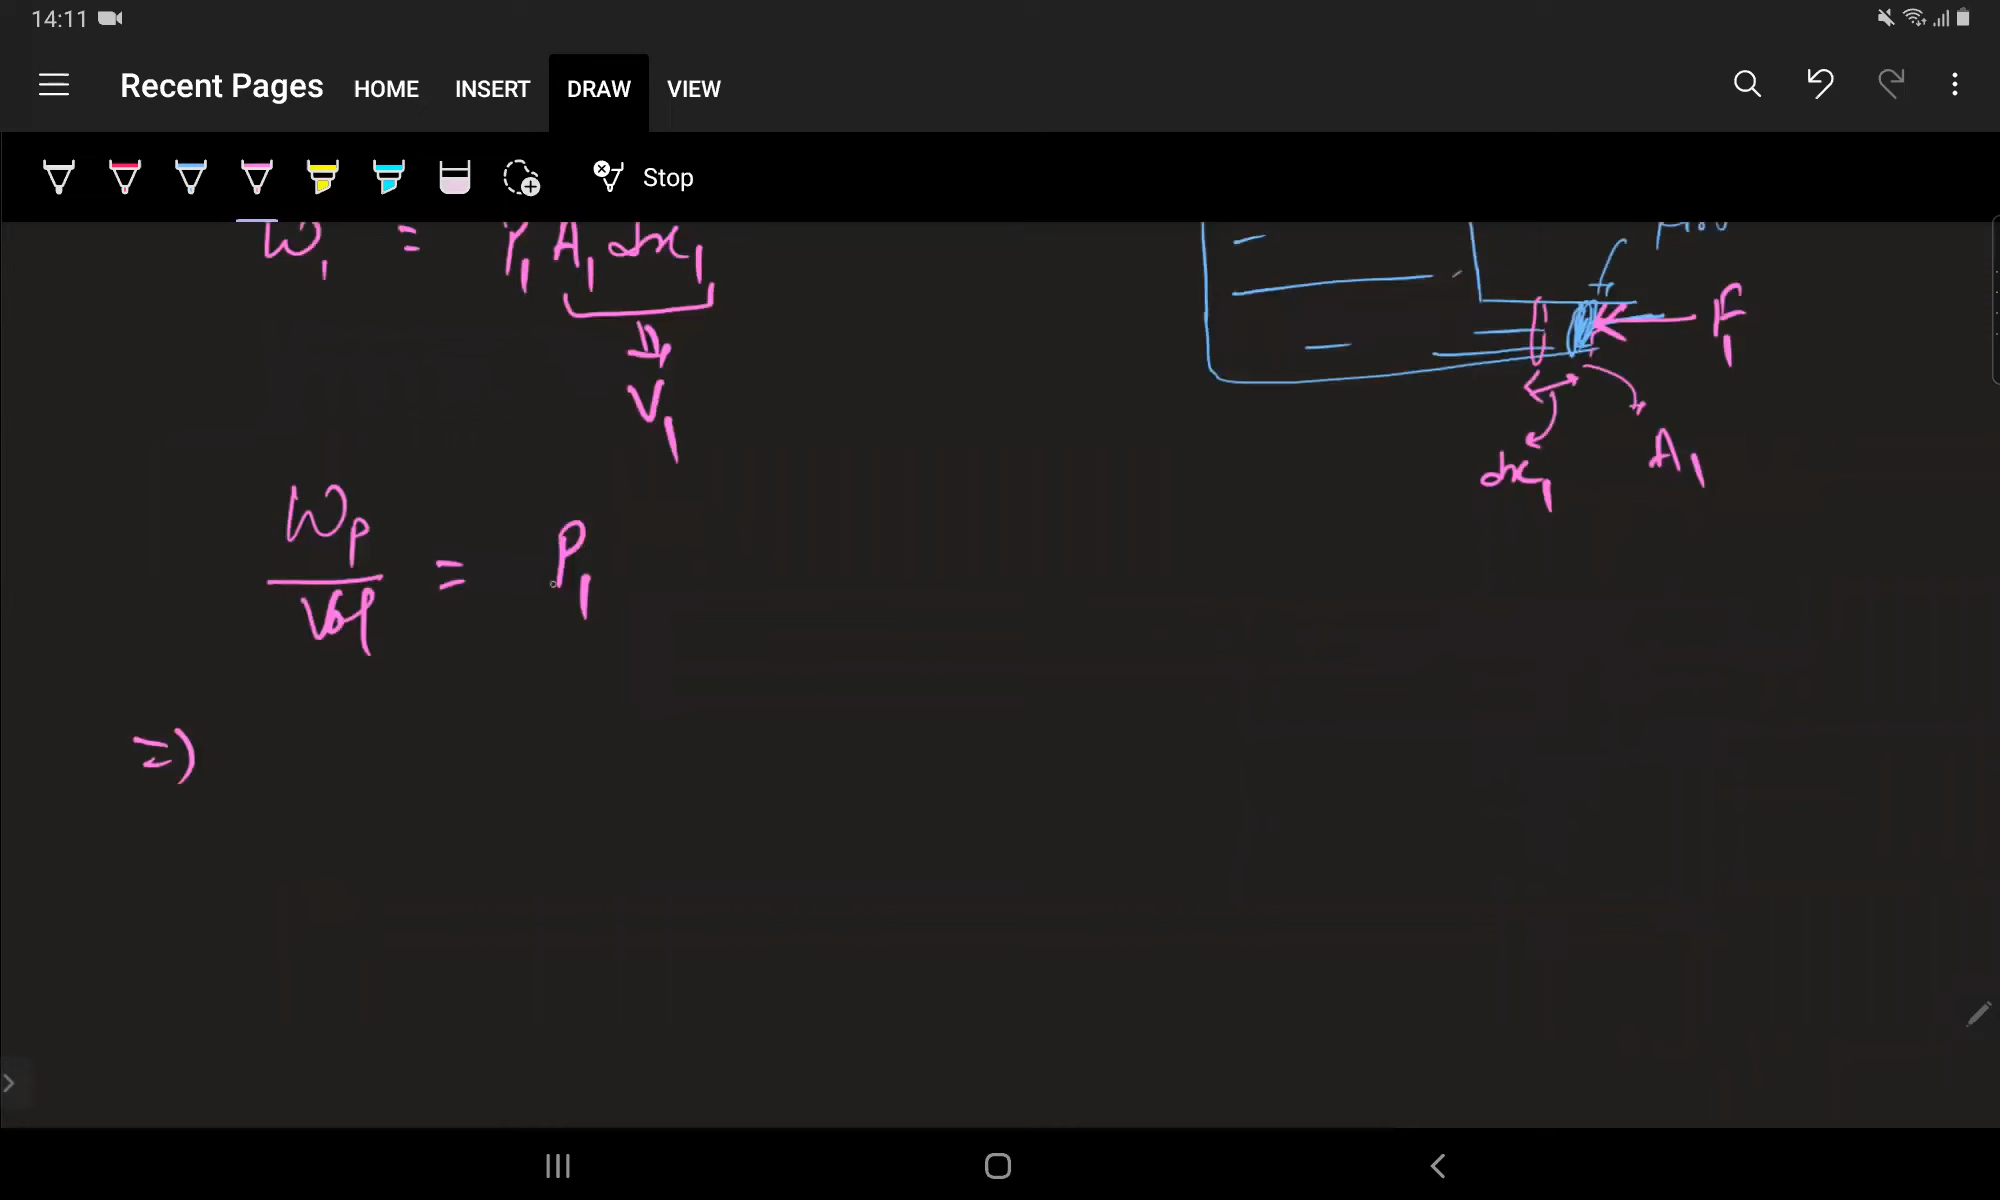 14:11
Recent Pages HOME INSERT DRAW VIEW
Stop
W₁ = P₁ A₁ dx₁
V₁
F₁
A₁
dx₁
Wₚ / Vol = P₁
=>